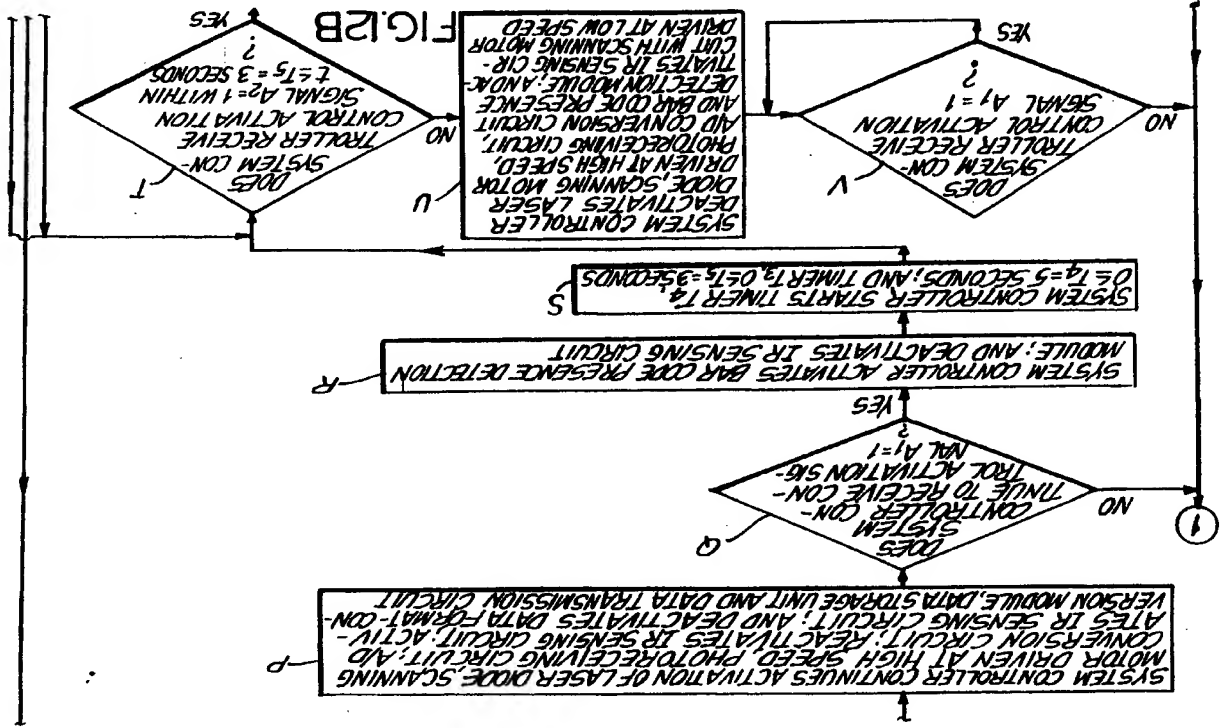 SYSTEM CONTROLLER CONTINUES ACTIVATION OF LASER DIODE, SCANNING
MOTOR DRIVEN AT HIGH SPEED PHOTORECEIVING CIRCUIT; A/D
CONVERSION CIRCUIT; REACTIVATES IR SENSING CIRCUIT; ACTIV-
ATES IR SENSING CIRCUIT; AND DEACTIVATES DATA FORMAT-CON-
VERSION MODULE, DATA STORAGE UNIT AND DATA TRANSMISSION CIRCUIT
P
1
DOES
SYSTEM
CONTROLLER CON-
TINUE TO RECEIVE CON-
TROL ACTIVATION SIG-
NAL A₁=1
?
Q
NO
YES
SYSTEM CONTROLLER ACTIVATES BAR CODE PRESENCE DETECTION
MODULE; AND DEACTIVATES IR SENSING CIRCUIT
R
SYSTEM CONTROLLER STARTS TIMER T₄,
0≤T₄=5 SECONDS; AND TIMER T₃, 0≤T₅=3 SECONDS
S
DOES
SYSTEM CON-
TROLLER RECEIVE
CONTROL ACTIVATION
SIGNAL A₁=1
?
V
NO
YES
SYSTEM CONTROLLER
DEACTIVATES LASER
DIODE, SCANNING MOTOR
DRIVEN AT HIGH SPEED,
PHOTORECEIVING CIRCUIT,
A/D CONVERSION CIRCUIT
AND BAR CODE PRESENCE
DETECTION MODULE; AND AC-
TIVATES IR SENSING CIR-
CUIT WITH SCANNING MOTOR
DRIVEN AT LOW SPEED
U
DOES
SYSTEM CON-
TROLLER RECEIVE
CONTROL ACTIVATION
SIGNAL A₂=1 WITHIN
t≤T₅=3 SECONDS
?
T
NO
YES
FIG.12B